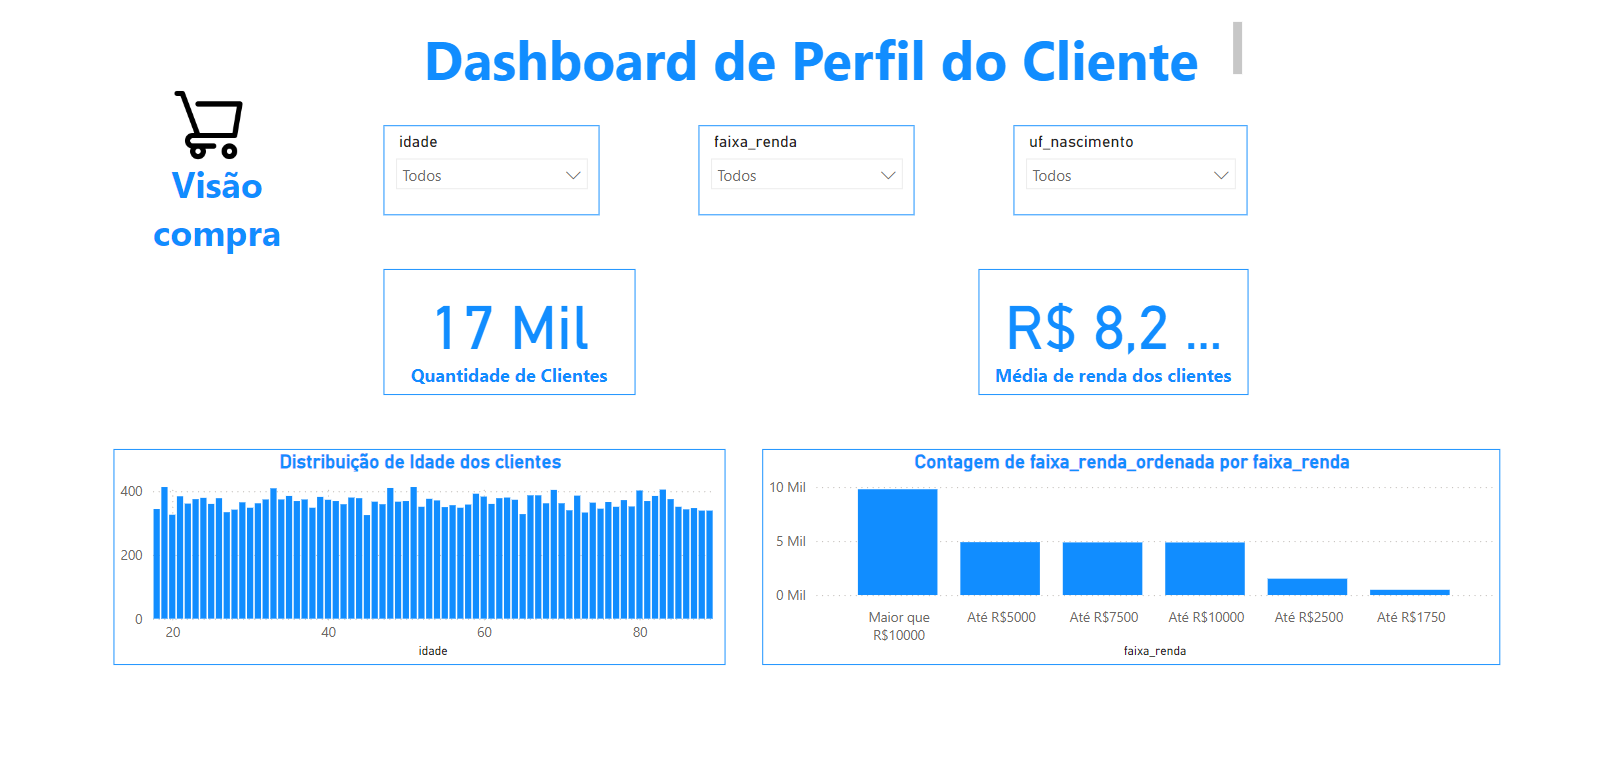 Dashboard de Perfil do Cliente
Visão
compra
idade
Todos
faixa_renda
Todos
uf_nascimento
Todos
17 Mil
Quantidade de Clientes
R$ 8,2 ...
Média de renda dos clientes
Distribuição de Idade dos clientes
400
200
0
20 40 60 80
idade
Contagem de faixa_renda_ordenada por faixa_renda
10 Mil
5 Mil
0 Mil
Maior que Até R$5000 Até R$7500 Até R$10000 Até R$2500 Até R$1750
R$10000
faixa_renda